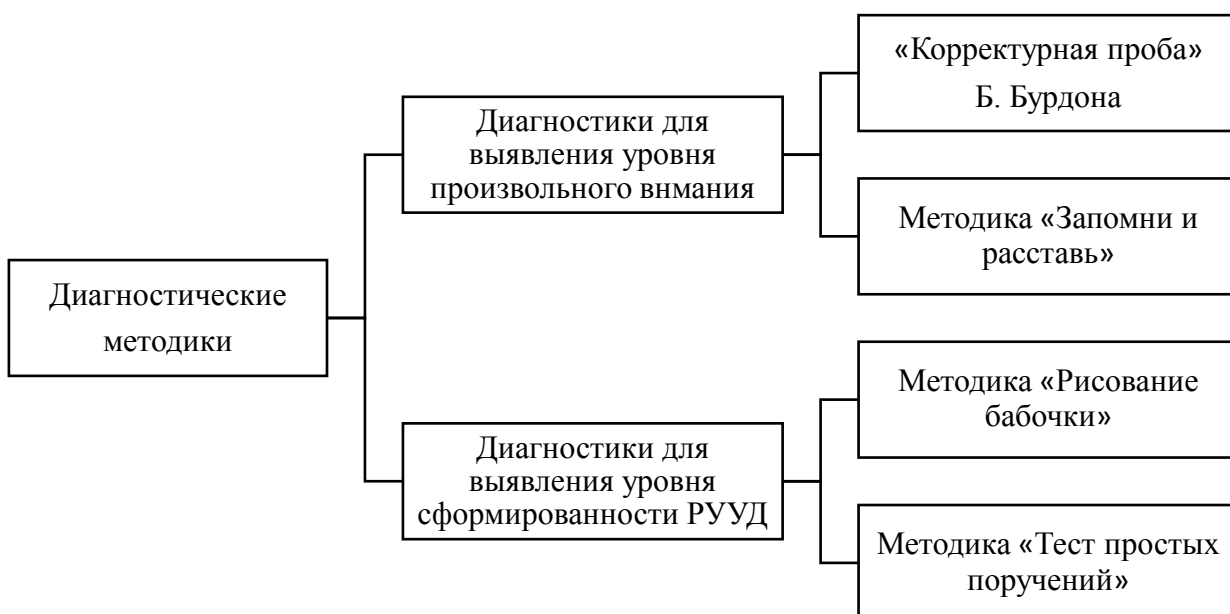 Диагностические
методики
Диагностики для
выявления уровня
произвольного внмания
«Корректурная проба»
Б. Бурдона
Методика «Запомни и
расставь»
Диагностики для
выявления уровня
сформированности РУУД
Методика «Рисование
бабочки»
Методика «Тест простых
поручений»